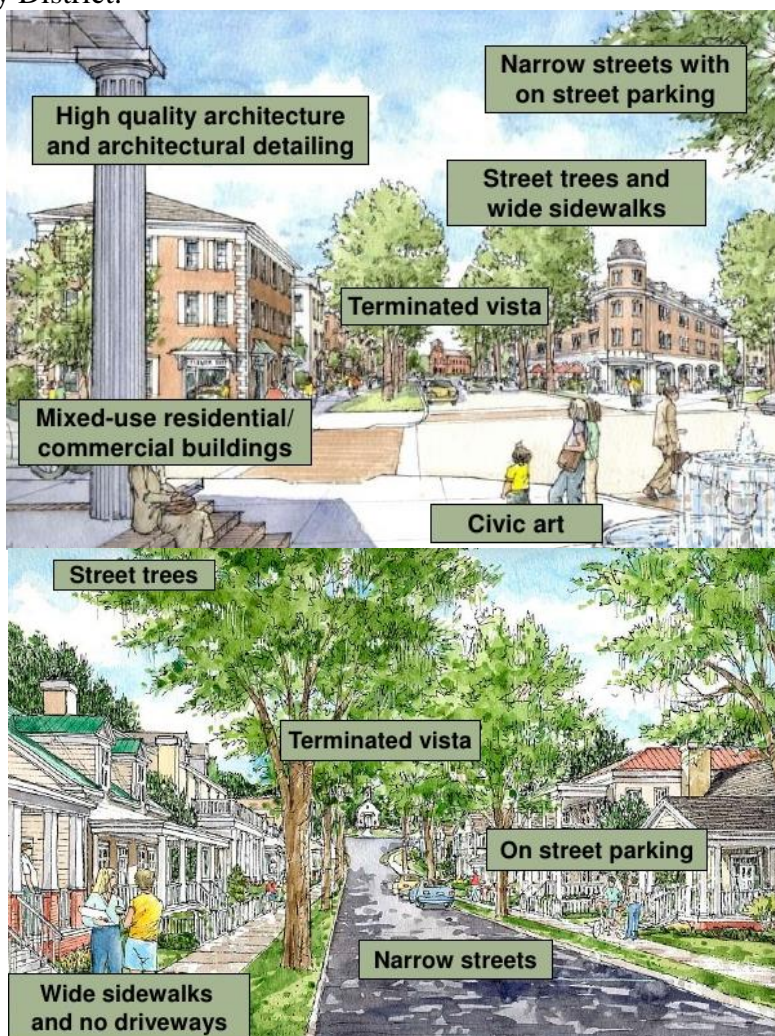 y District.
Narrow streets with
on street parking
High quality architecture
and architectural detailing
Street trees and
wide sidewalks
Terminated vista
Mixed-use residential/
commercial buildings
Civic art
Street trees
Terminated vista
On street parking
Narrow streets
Wide sidewalks
and no driveways